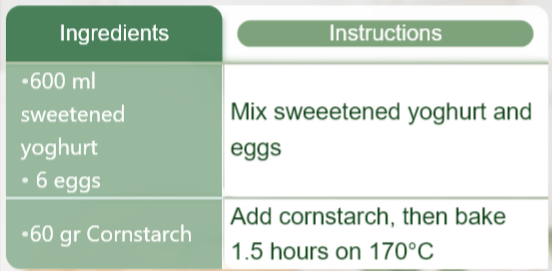 Ingredients
Instructions
•600 ml
sweetened
yoghurt
• 6 eggs
Mix sweeetened yoghurt and
eggs
•60 gr Cornstarch
Add cornstarch, then bake
1.5 hours on 170°C